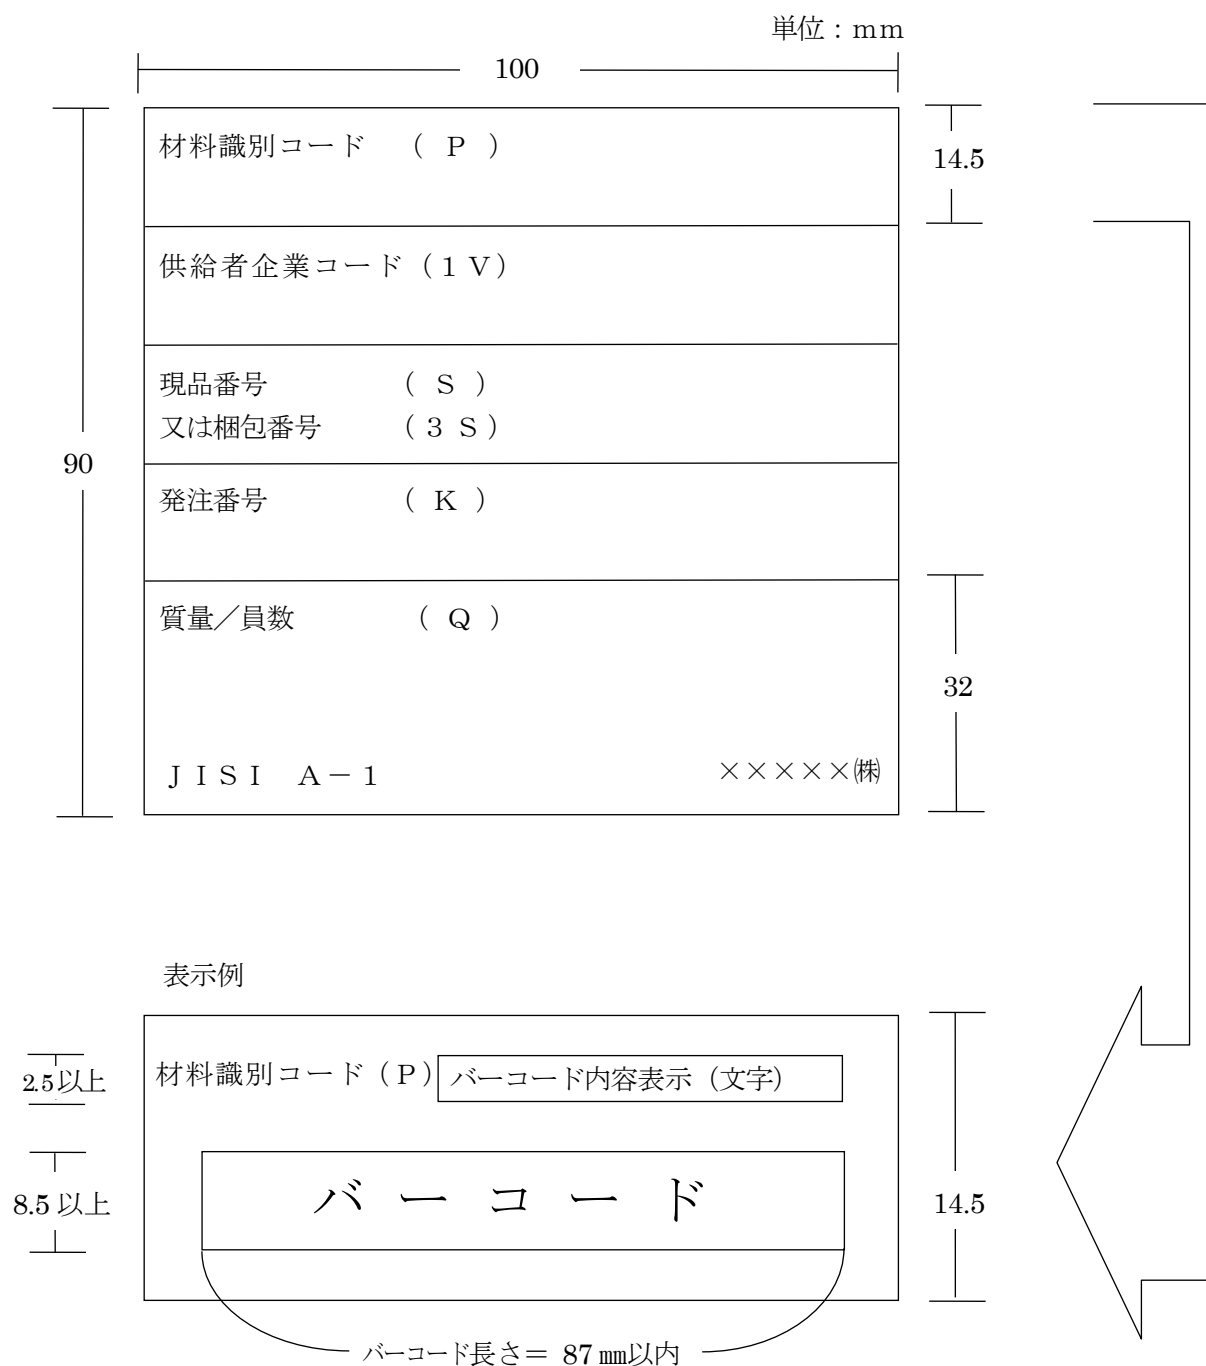 単位：ｍｍ
100
材料識別コード　（ Ｐ ）
14.5
供給者企業コード（１Ｖ）
現品番号　（ Ｓ ）
又は梱包番号　（３Ｓ）
90
発注番号　（ Ｋ ）
質量／員数　（ Ｑ ）
32
ＪＩＳＩ　Ａ－１　×××××㈱
表示例
2.5以上
材料識別コード（Ｐ） バーコード内容表示（文字）
8.5 以上
バーコード
14.5
バーコード長さ＝ 87 ㎜以内